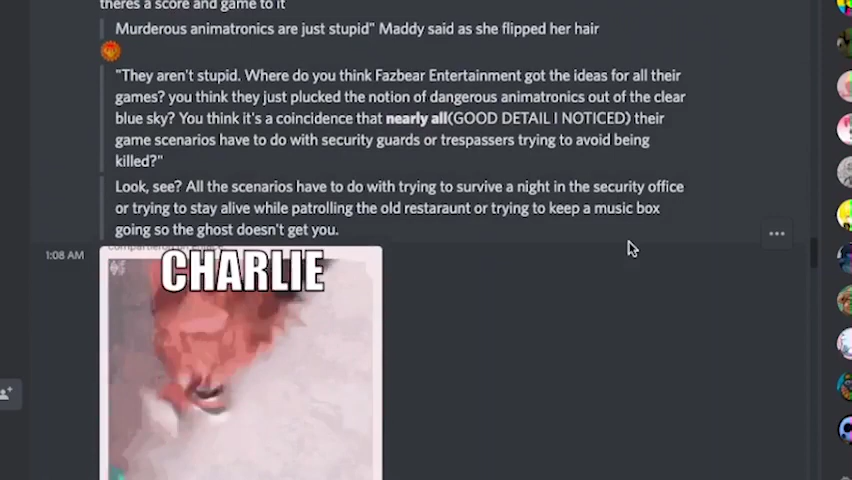 theres a score and game to it
Murderous animatronics are just stupid" Maddy said as she flipped her hair
"They aren't stupid. Where do you think Fazbear Entertainment got the ideas for all their
games? you think they just plucked the notion of dangerous animatronics out of the clear
blue sky? You think it's a coincidence that nearly all(GOOD DETAIL I NOTICED) their
game scenarios have to do with security guards or trespassers trying to avoid being
killed?"
Look, see? All the scenarios have to do with trying to survive a night in the security office
or trying to stay alive while patrolling the old restaraunt or trying to keep a music box
going so the ghost doesn't get you.
1:08 AM
CHARLIE